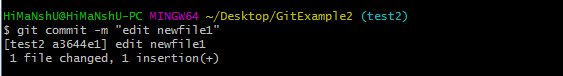 HiMaNshU@HiMaNshU-PC MINGW64 ~/Desktop/GitExample2 (test2)
$ git commit -m "edit newfile1"
[test2 a3644e1] edit newfile1
 1 file changed, 1 insertion(+)